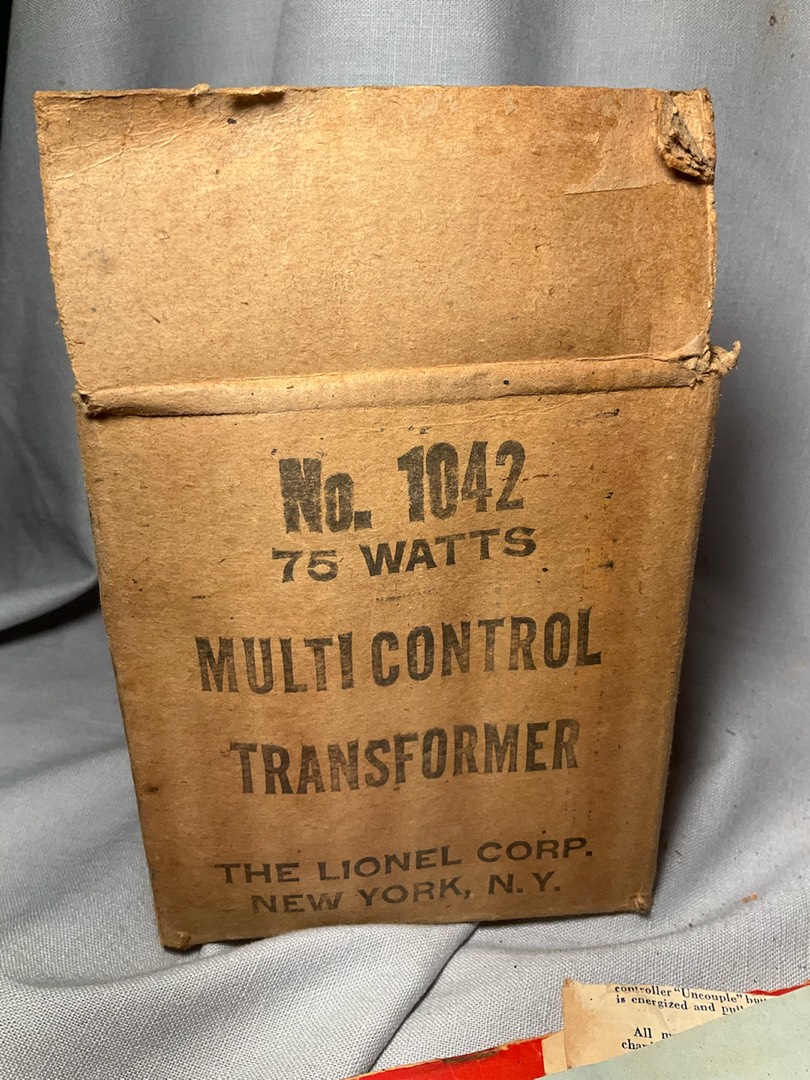 No. 1042
75 WATTS
MULTI CONTROL
TRANSFORMER
THE LIONEL CORP.
NEW YORK, N.Y.
controller "Uncouple"
is energized and
All